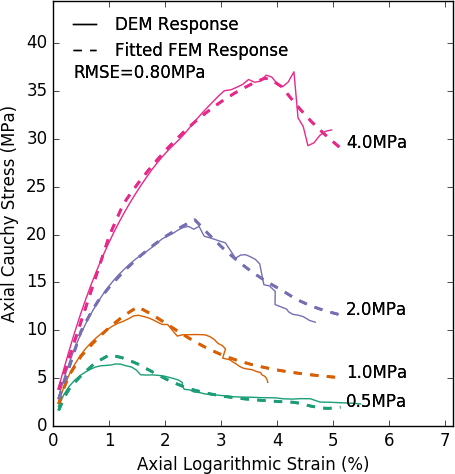 DEM Response
Fitted FEM Response
RMSE=0.80MPa
40
35
30
25
20
15
10
5
0
Axial Cauchy Stress (MPa)
4.0MPa
2.0MPa
1.0MPa
0.5MPa
0 1 2 3 4 5 6 7
Axial Logarithmic Strain (%)